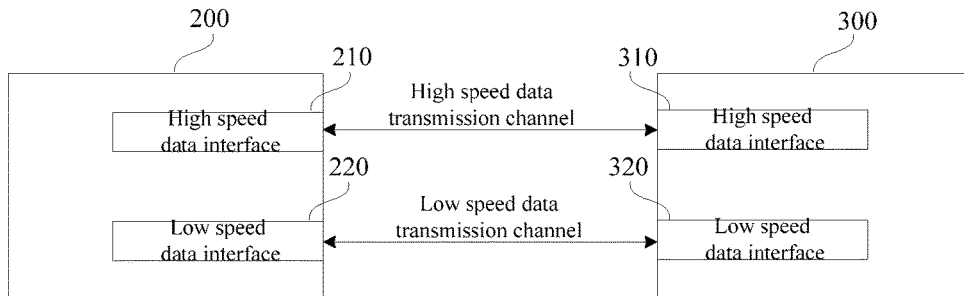 200
300
210
310
High speed data
transmission channel
High speed
data interface
High speed
data interface
220
320
Low speed data
transmission channel
Low speed
data interface
Low speed
data interface